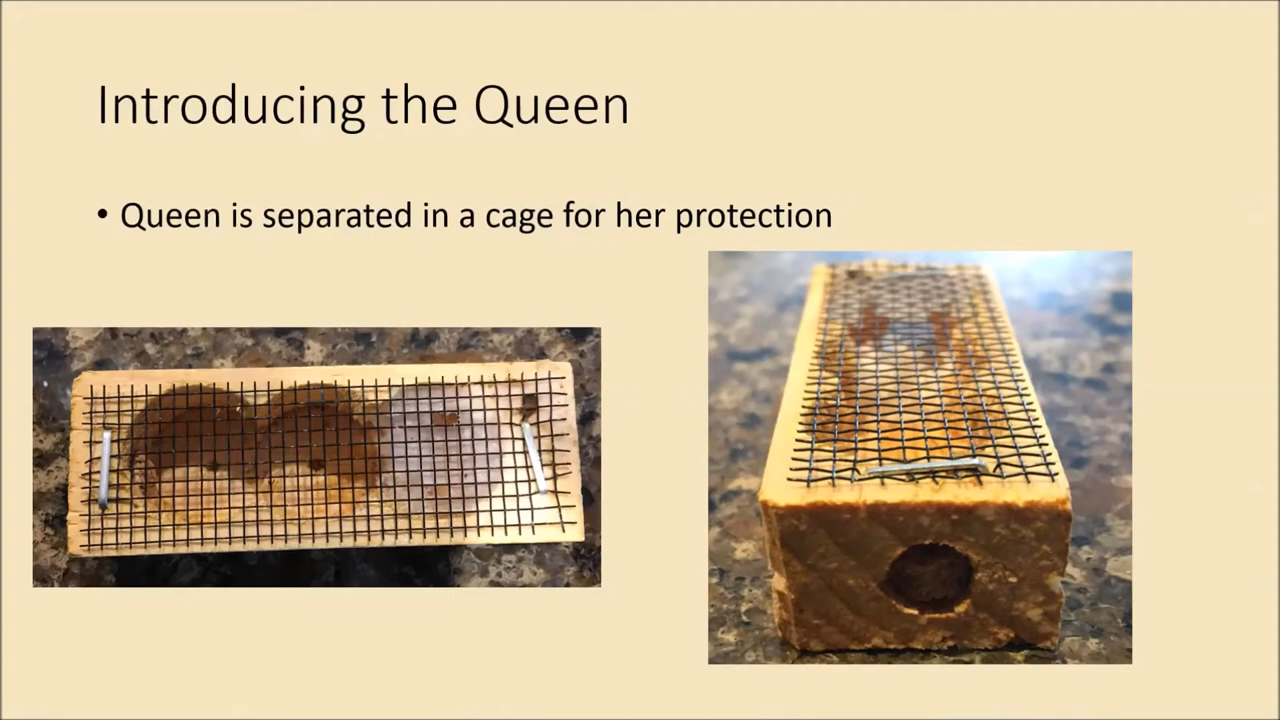 Introducing the Queen
• Queen is separated in a cage for her protection